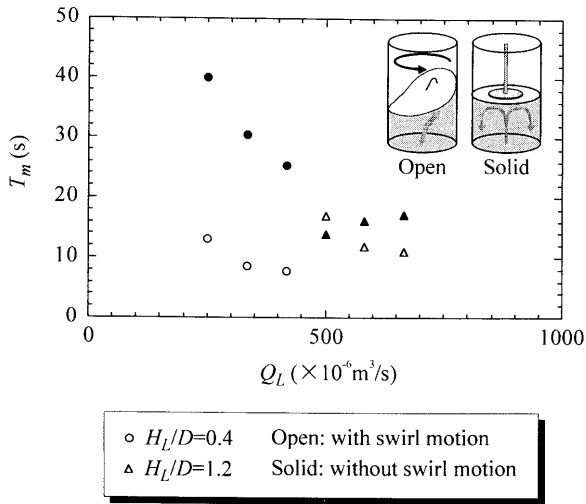 50
40
30
20
10
0
T_m (s)
Open Solid
0 500 1000
Q_L (×10⁻⁶m³/s)
○ H_L/D=0.4 Open: with swirl motion
△ H_L/D=1.2 Solid: without swirl motion